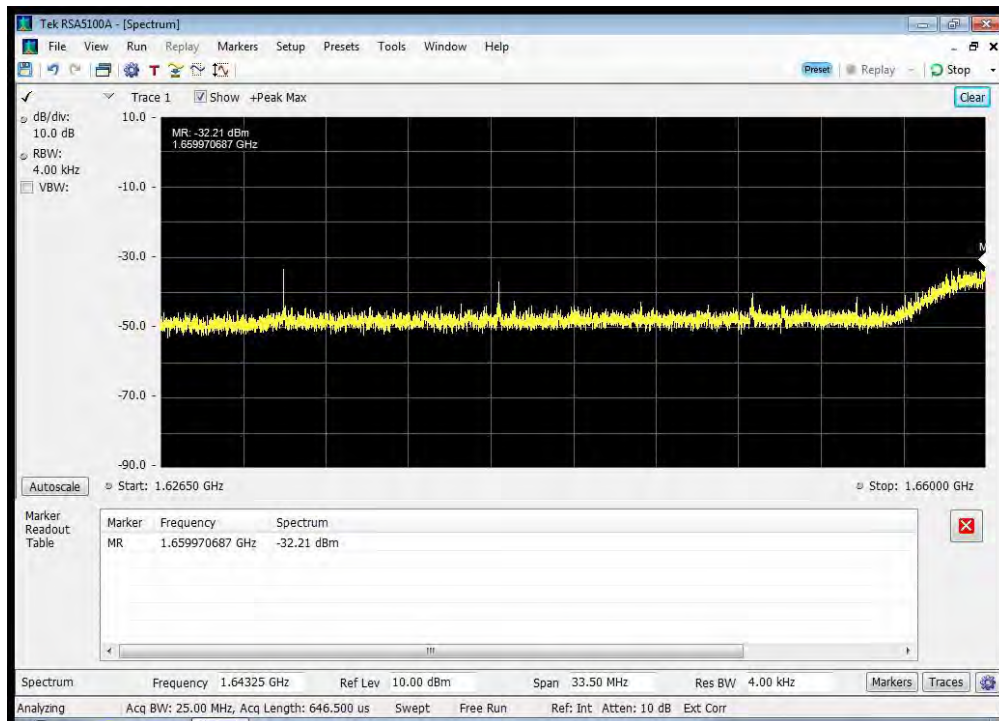 Tek RSA5100A - [Spectrum]
File View Run Replay Markers Setup Presets Tools Window Help
T Preset Replay Stop
Trace 1 Show +Peak Max Clear
dB/div:
10.0 dB
RBW:
4.00 kHz
VBW:
10.0
MR: -32.21 dBm
1.659970687 GHz
-10.0
-30.0
M
-50.0
-70.0
-90.0
Autoscale Start: 1.62650 GHz Stop: 1.66000 GHz
Marker Readout Table
Marker Frequency Spectrum
MR 1.659970687 GHz -32.21 dBm
Spectrum Frequency 1.64325 GHz Ref Lev 10.00 dBm Span 33.50 MHz Res BW 4.00 kHz Markers Traces
Analyzing Acq BW: 25.00 MHz, Acq Length: 646.500 us Swept Free Run Ref: Int Atten: 10 dB Ext Corr